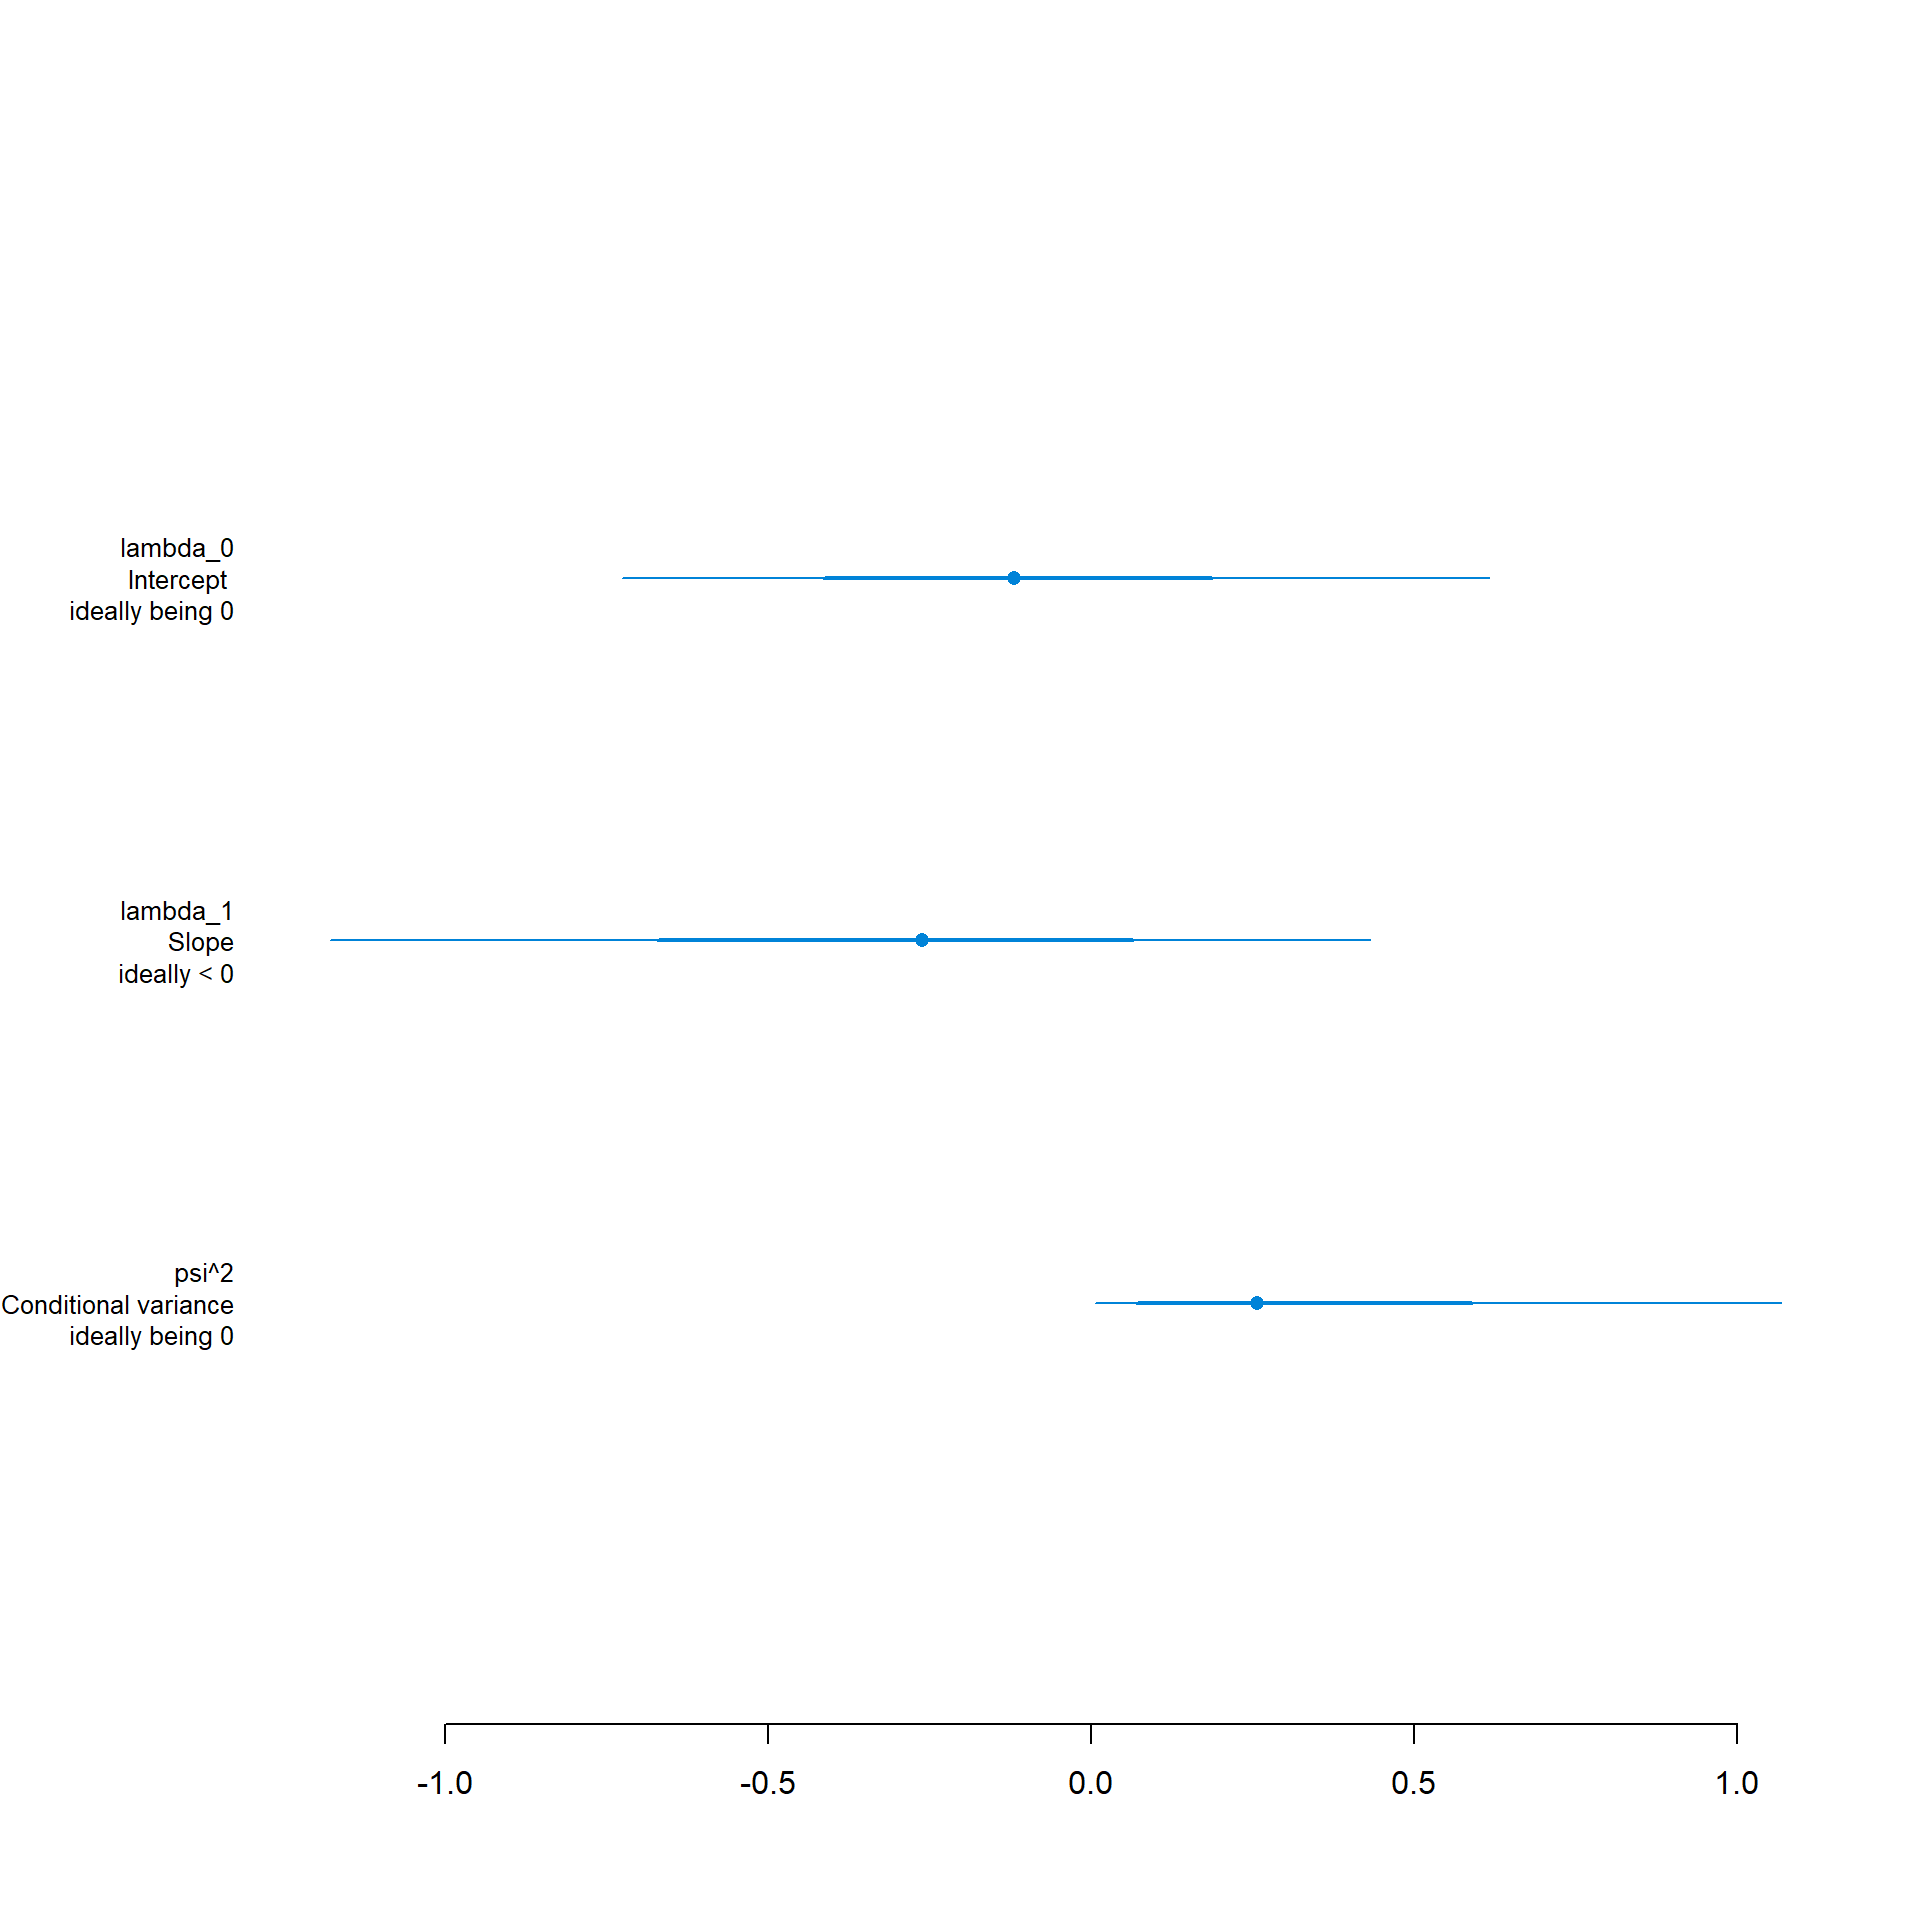 lambda_0
Intercept
ideally being 0
lambda_1
Slope
ideally < 0
psi^2
Conditional variance
ideally being 0
-1.0 -0.5 0.0 0.5 1.0